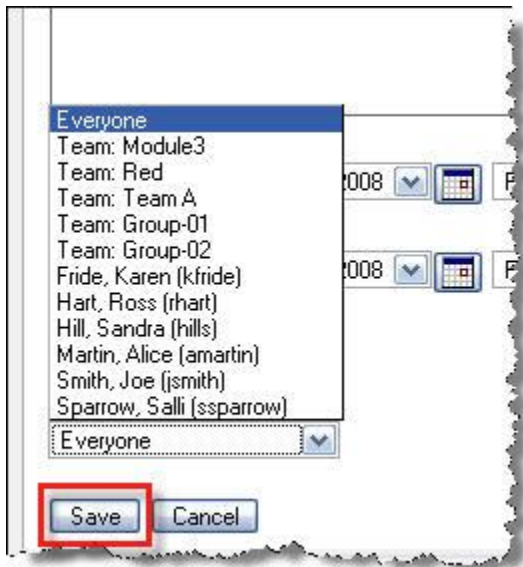 Everyone
Team: Module3
Team: Red
Team: Team A
Team: Group-01
Team: Group-02
Fride, Karen (kfride)
Hart, Ross (rhart)
Hill, Sandra (hills)
Martin, Alice (amartin)
Smith, Joe (jsmith)
Sparrow, Salli (ssparrow)
2008
2008
Everyone
Save Cancel